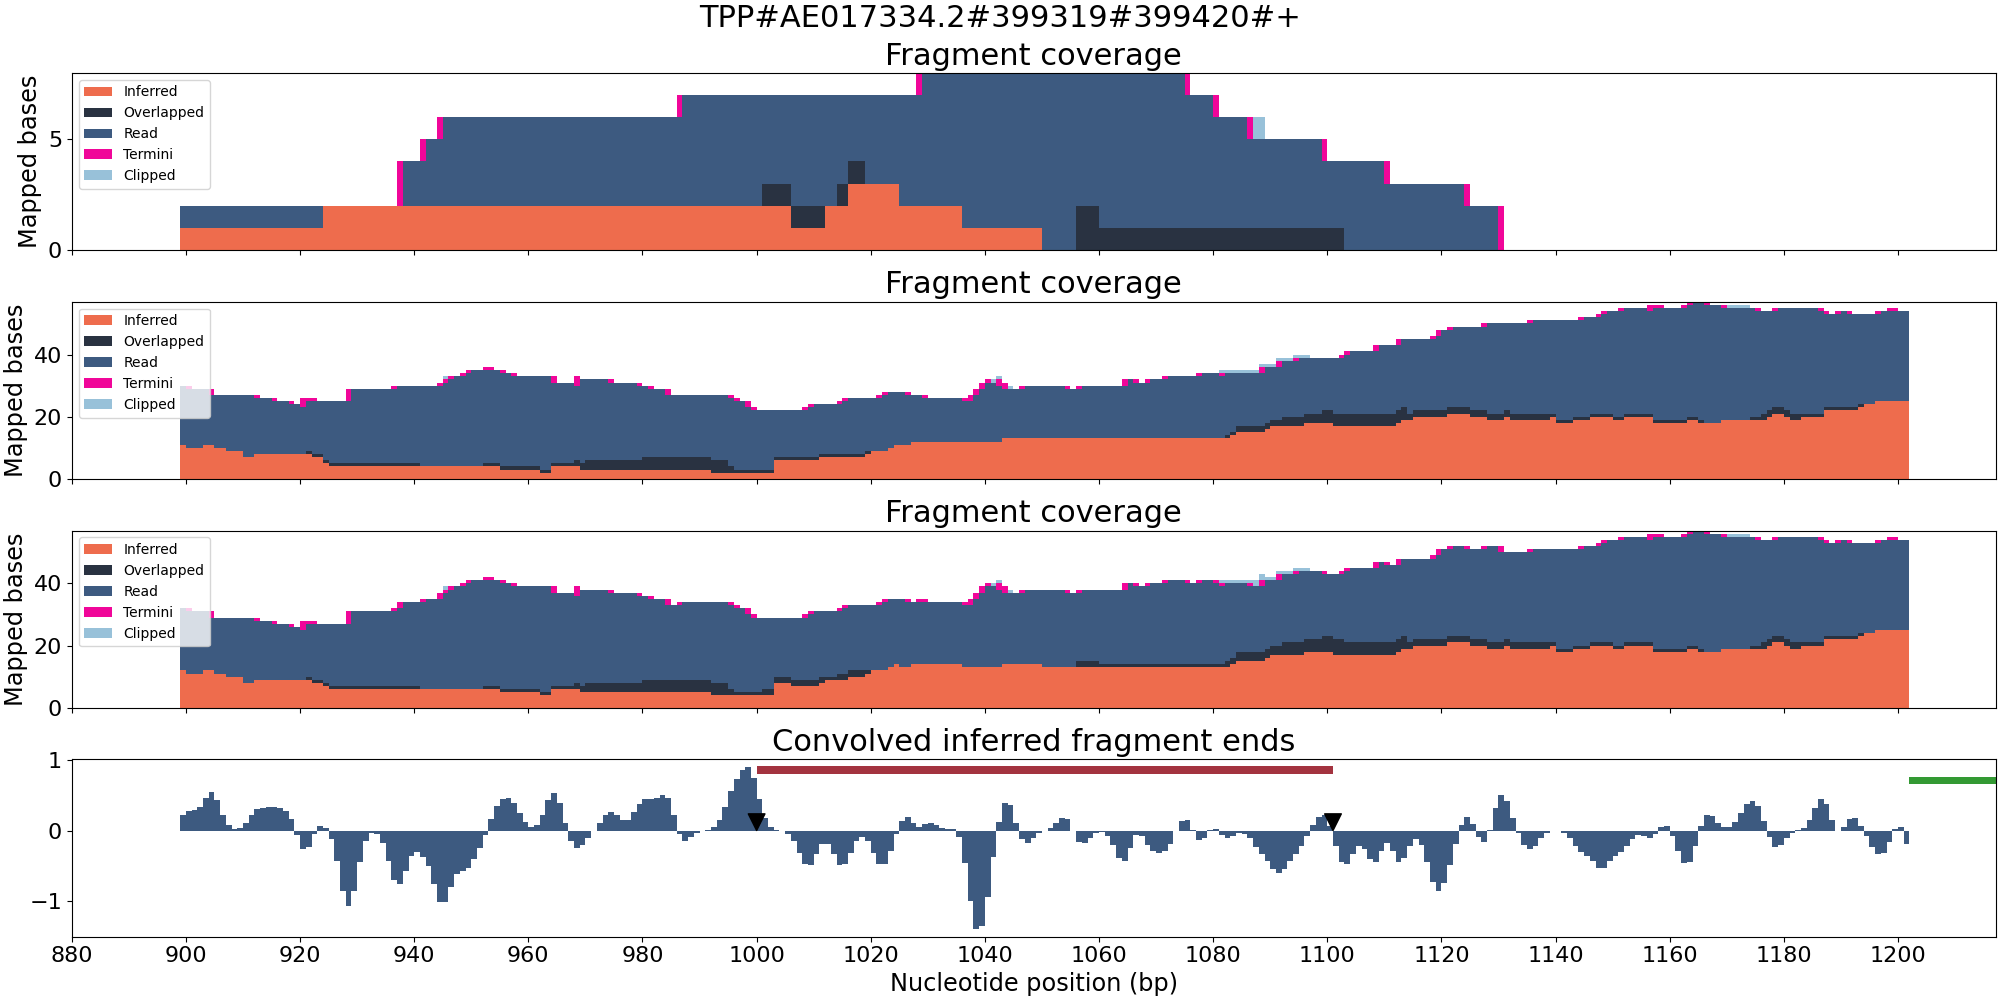 TPP#AE017334.2#399319#399420#+
Fragment coverage
Mapped bases
5
0
Inferred
Overlapped
Read
Termini
Clipped
Fragment coverage
Mapped bases
40
20
0
Inferred
Overlapped
Read
Termini
Clipped
Fragment coverage
Mapped bases
40
20
0
Inferred
Overlapped
Read
Termini
Clipped
Convolved inferred fragment ends
1
0
−1
880 900 920 940 960 980 1000 1020 1040 1060 1080 1100 1120 1140 1160 1180 1200
Nucleotide position (bp)